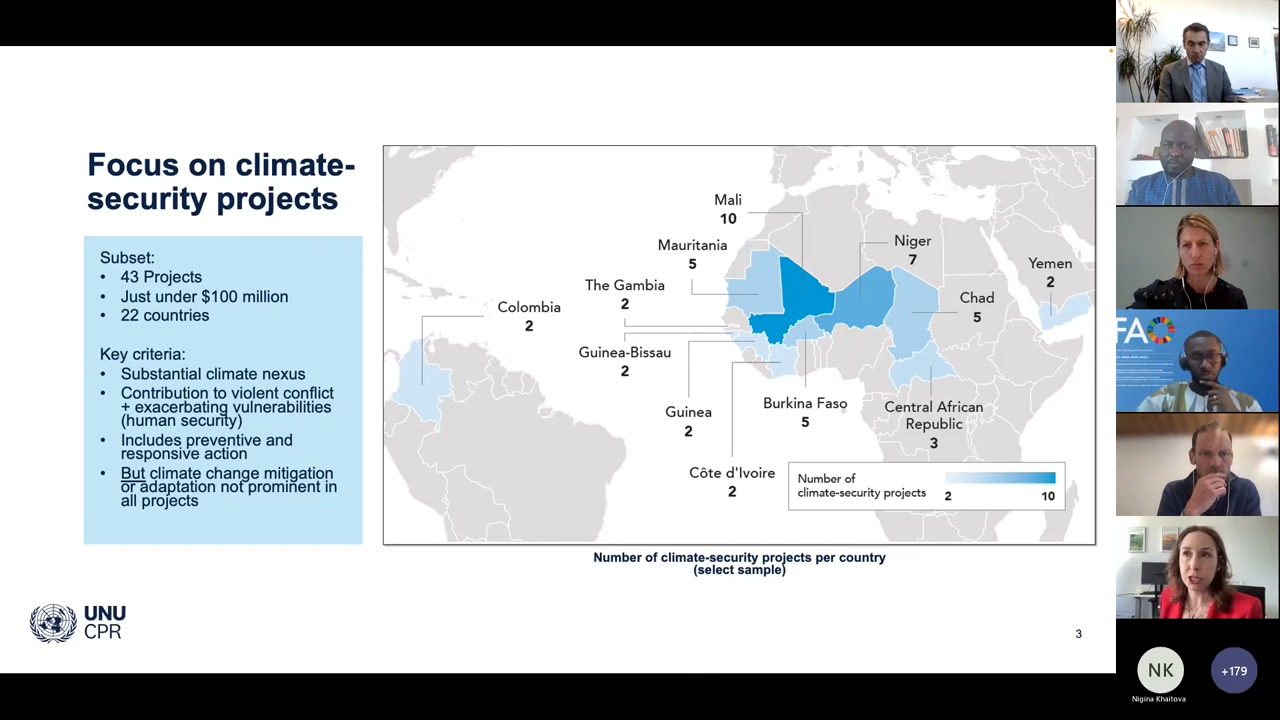 Focus on climate-
security projects
Subset:
• 43 Projects
• Just under $100 million
• 22 countries
Key criteria:
• Substantial climate nexus
• Contribution to violent conflict
+ exacerbating vulnerabilities
(human security)
• Includes preventive and
responsive action
• But climate change mitigation
or adaptation not prominent in
all projects
Mali
10
Mauritania
5
Niger
7
Yemen
2
The Gambia
2
Colombia
2
Chad
5
Guinea-Bissau
2
Guinea
2
Burkina Faso
5
Central African
Republic
3
Côte d'Ivoire
2
Number of
climate-security projects
2
10
Number of climate-security projects per country
(select sample)
UNU
CPR
3
FAO
NK
Nigina Khaitova
+179